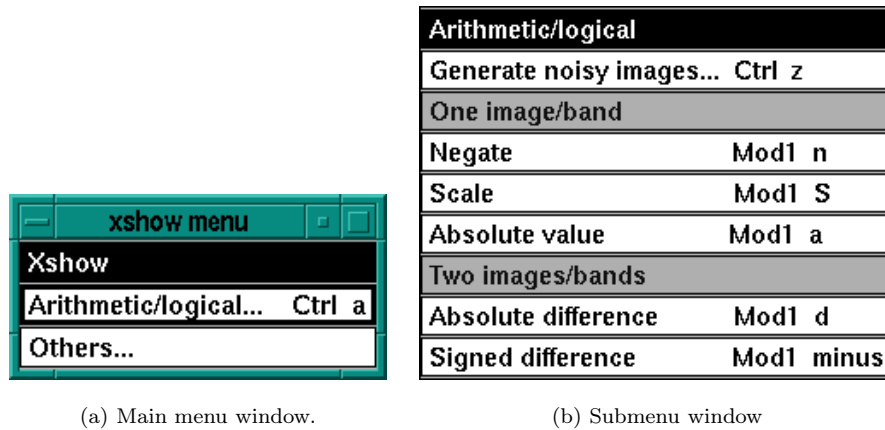 xshow menu
Xshow
Arithmetic/logical... Ctrl a
Others...
(a) Main menu window.
Arithmetic/logical
Generate noisy images... Ctrl z
One image/band
Negate Mod1 n
Scale Mod1 S
Absolute value Mod1 a
Two images/bands
Absolute difference Mod1 d
Signed difference Mod1 minus
(b) Submenu window